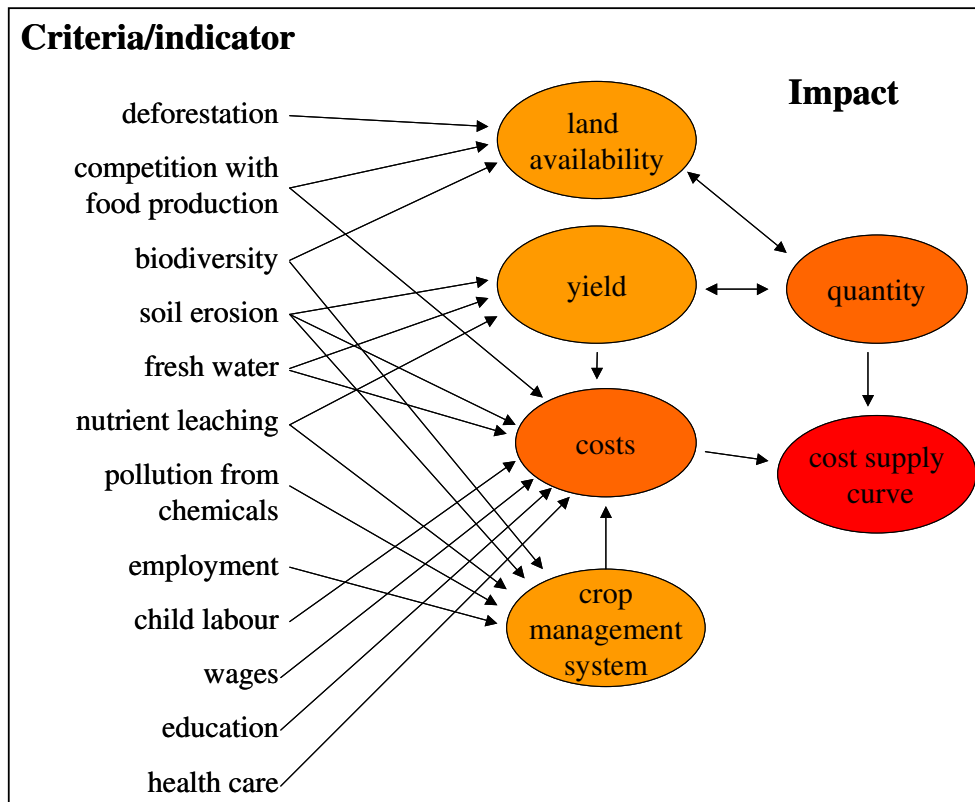 Criteria/indicator
Impact
deforestation
competition with
food production
biodiversity
soil erosion
fresh water
nutrient leaching
pollution from
chemicals
employment
child labour
wages
education
health care
land
availability
yield
costs
crop
management
system
quantity
cost supply
curve